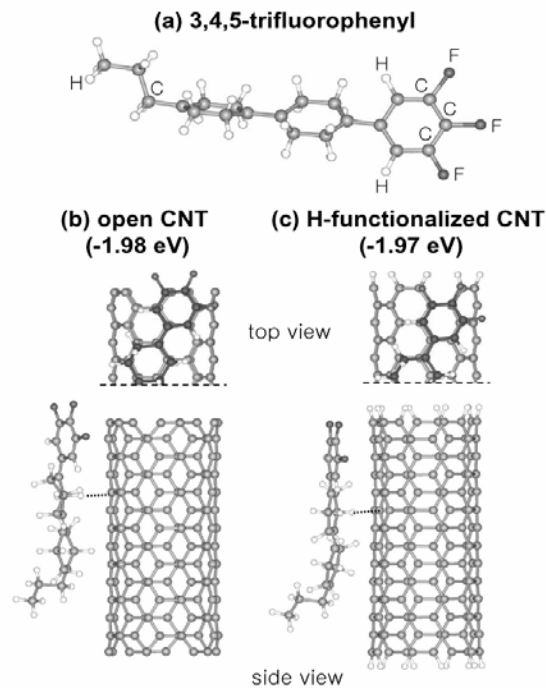 (a) 3,4,5-trifluorophenyl
H
H
C
F
C
C
F
C
F
H
(b) open CNT
(-1.98 eV)
(c) H-functionalized CNT
(-1.97 eV)
top view
side view